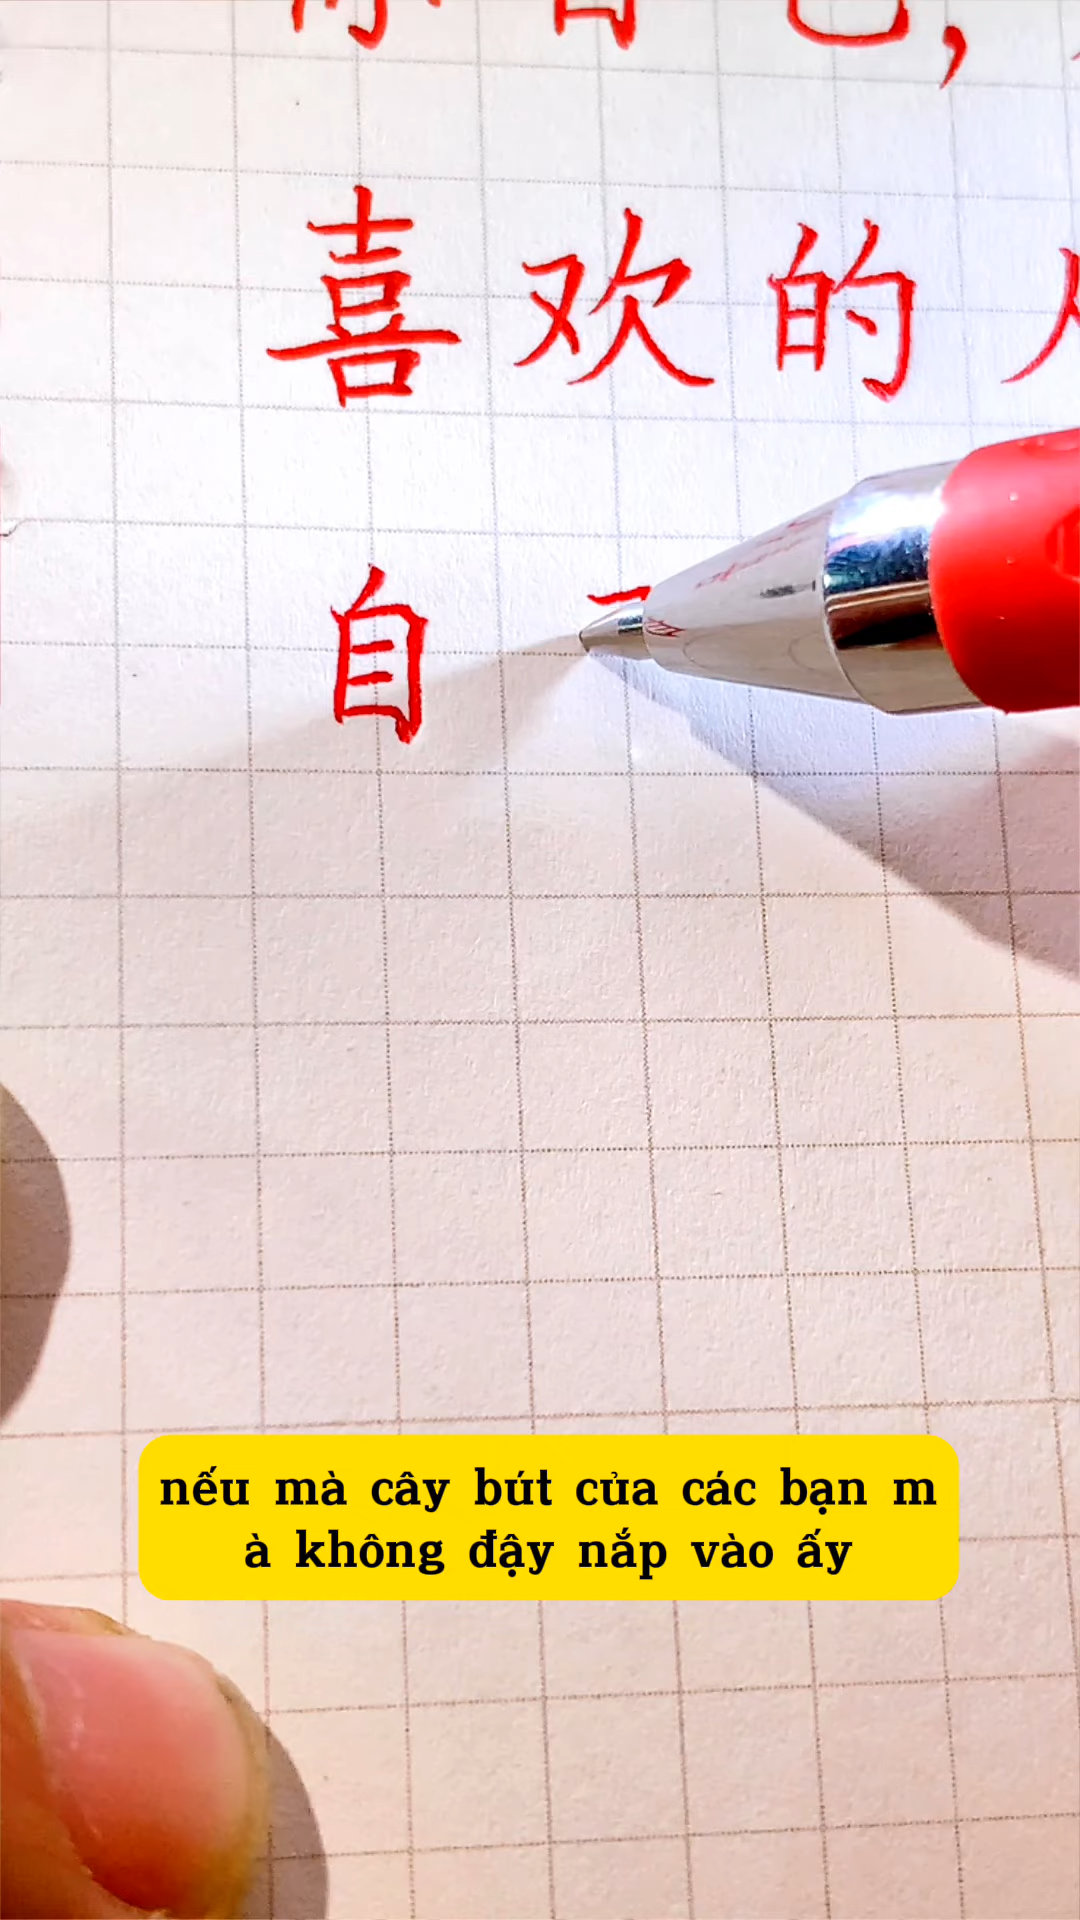 喜欢的
自
nếu mà cây bút của các bạn m
à không đậy nắp vào ấy